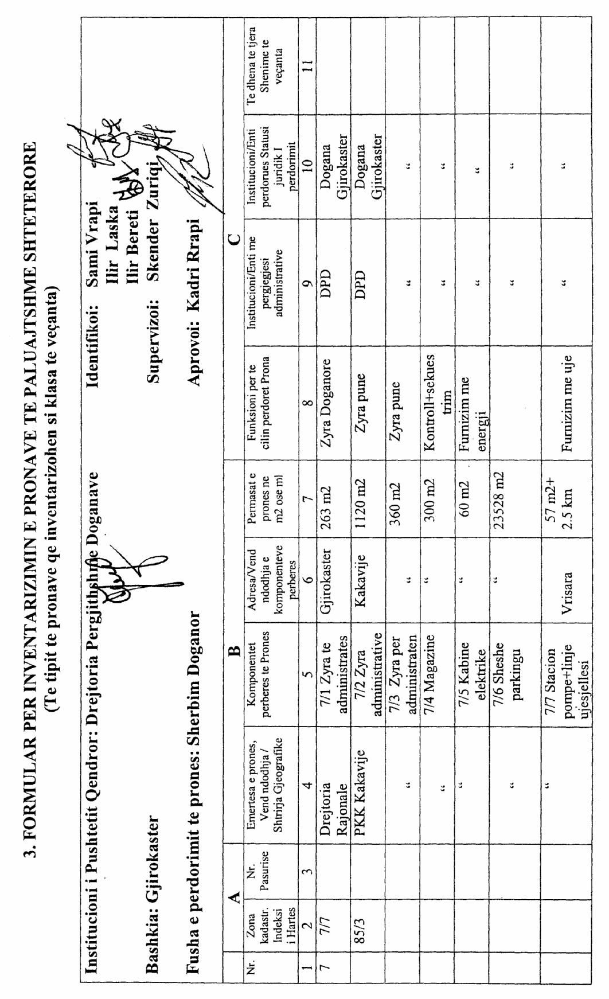 3. FORMULAR PER INVENTARIZIMIN E PRONAVE TE PALUAJTSHME SHTETERORE
(Te tipit te pronave qe inventarizohen si klasa te veçanta)
Institucioni i Pushtetit Qendror: Drejtoria Pergjithshme Doganave
Identifikoi: Sami Vrapi
Ilir Laska
Ilir Bereti
Bashkia: Gjirokaster
Supervizoi: Skender Zuriqi
Fusha e perdorimit te prones: Sherbim Doganor
Aprovoi: Kadri Rrapi
A
B
C
Nr.
Zona
kadastr.
Indeksi
i Hartes
Nr.
Pasurise
Emertesa e prones,
Vend ndodhja /
Shtrirja Gjeografike
Komponentet
perberes te Prones
Adresa/Vend
ndodhja e
komponenteve
perberes
Permasat e
prones ne
m2 ose ml
Funksioni per te
cilin perdoret Prona
Institucioni/Enti me
pergjegjesi
administrative
Institucioni/Enti
perdorues Statusi
juridik I
perdorimit
Te dhena te tjera
Shenime te
veçanta
1 2 3 4 5 6 7 8 9 10 11
7
7/7
Drejtoria
Rajonale
7/1 Zyra te
administrates
Gjirokaster
263 m2
Zyra Doganore
DPD
Dogana
Gjirokaster
85/3
PKK Kakavije
7/2 Zyra
administrative
Kakavije
1120 m2
Zyra pune
DPD
Dogana
Gjirokaster
“
7/3 Zyra per
administraten
“
360 m2
Zyra pune
“
“
“
7/4 Magazine
“
300 m2
Kontroll+sekues
trim
“
“
“
7/5 Kabine
elektrike
“
60 m2
Furnizim me
energji
“
“
“
7/6 Sheshe
parkingu
“
23528 m2
“
“
“
7/7 Stacion
pompe+linje
ujesjellesi
Vrisara
57 m2+
2.5 km
Furnizim me uje
“
“